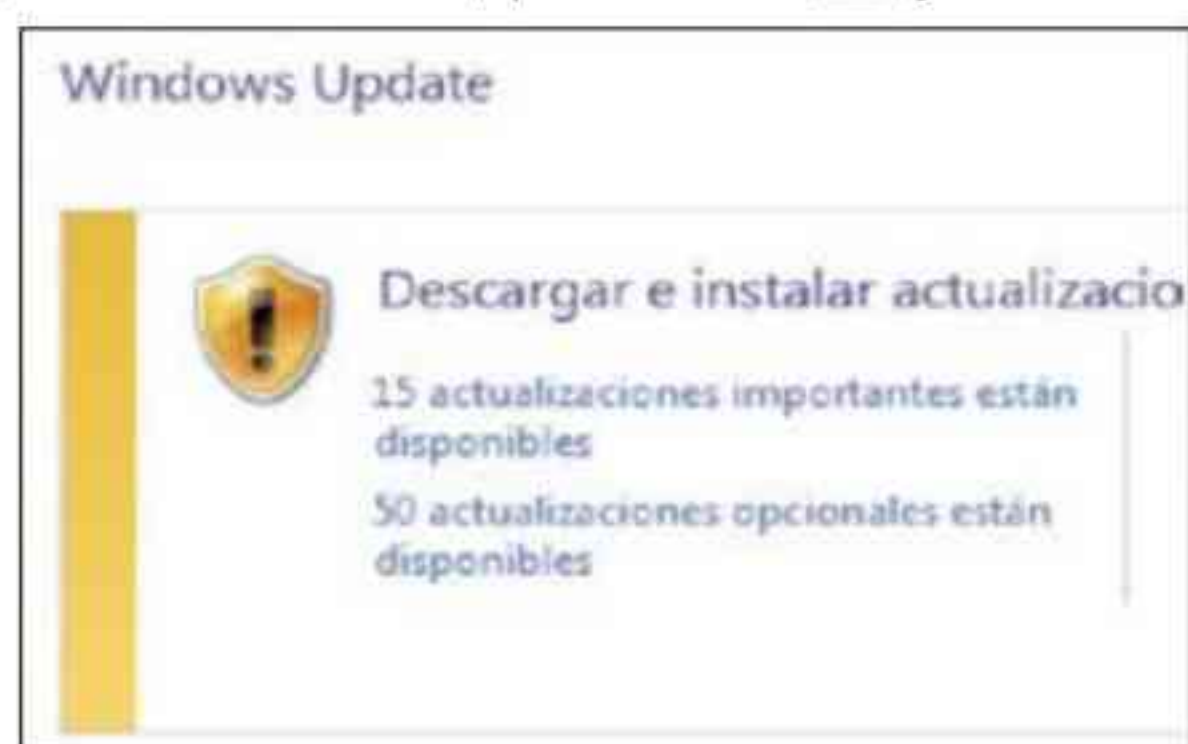 Windows Update
Descargar e instalar actualizacio
15 actualizaciones importantes están
disponibles
50 actualizaciones opcionales están
disponibles